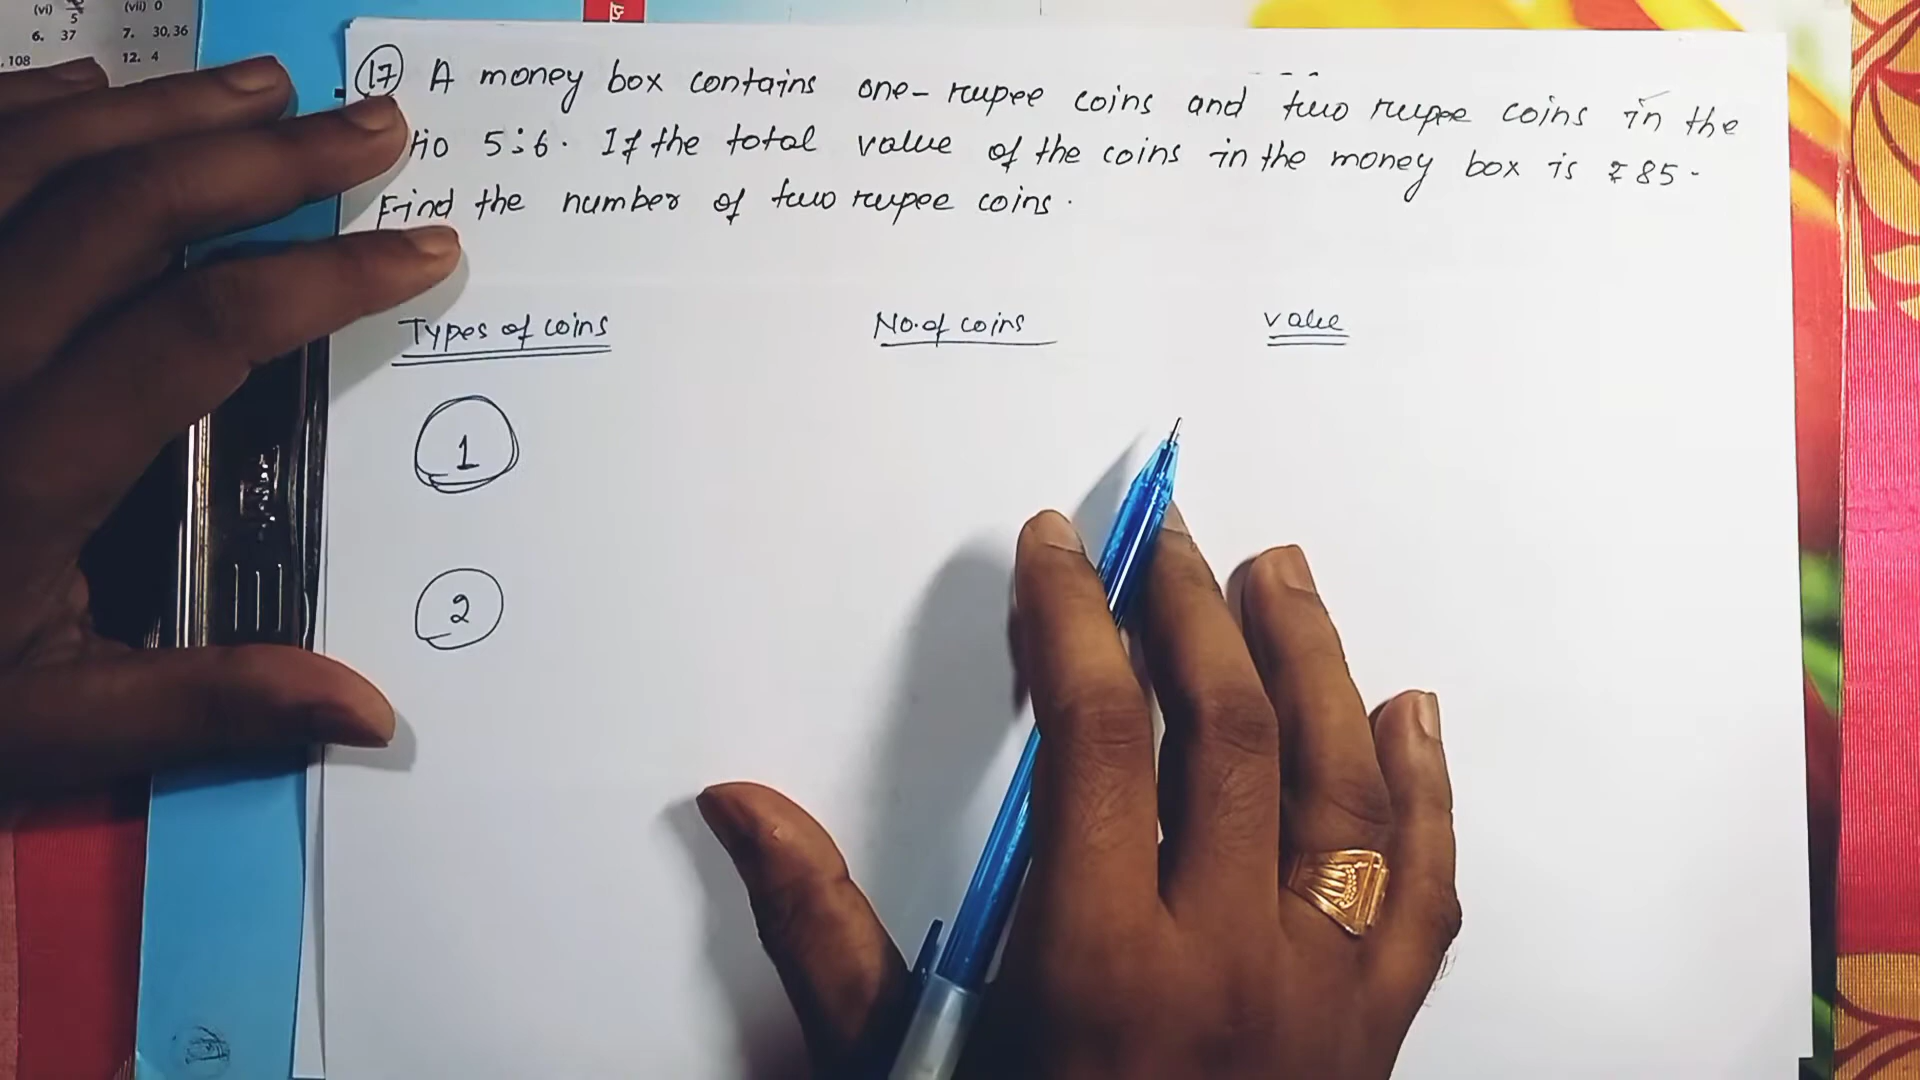 (vi) 5 (vii) 0
6. 37 7. 30, 36
, 108 12. 4
17 A money box contains one-rupee coins and two rupee coins in the
tio 5:6. If the total value of the coins in the money box is ₹85.
Find the number of two rupee coins.
Types of coins No. of coins Value
1
2